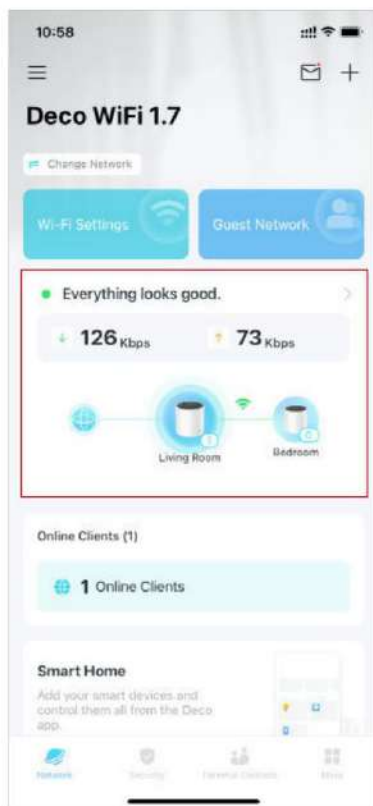 10:58
Deco WiFi 1.7
Change Network
Wi-Fi Settings
Guest Network
Everything looks good.
126 Kbps
73 Kbps
Living Room
Bedroom
Online Clients (1)
1 Online Clients
Smart Home
Add your smart devices and
control them all from the Deco
app.
Network
Security
More